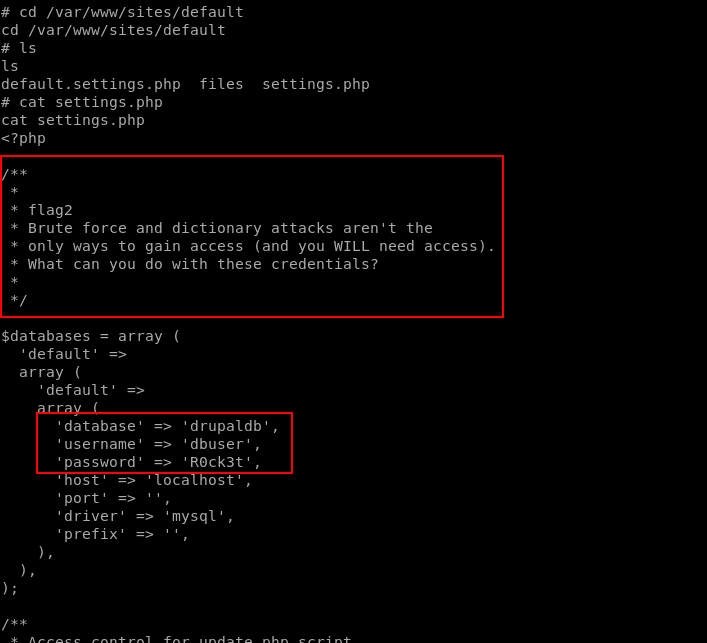 # cd /var/www/sites/default
cd /var/www/sites/default
# ls
ls
default.settings.php  files  settings.php
# cat settings.php
cat settings.php
<?php

/**
 *
 * flag2
 * Brute force and dictionary attacks aren't the
 * only ways to gain access (and you WILL need access).
 * What can you do with these credentials?
 *
 */

$databases = array (
  'default' =>
  array (
    'default' =>
    array (
      'database' => 'drupaldb',
      'username' => 'dbuser',
      'password' => 'R0ck3t',
      'host' => 'localhost',
      'port' => '',
      'driver' => 'mysql',
      'prefix' => '',
    ),
  ),
);

/**
 * Access control for update.php script